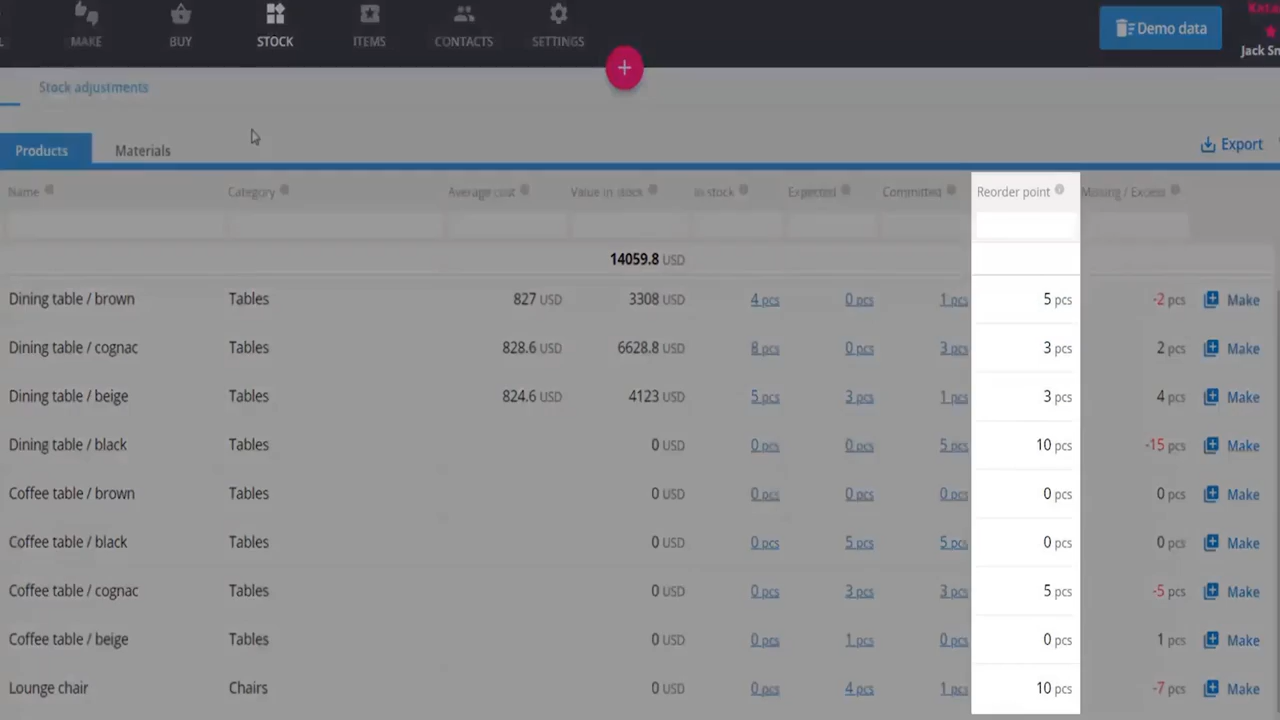 L MAKE BUY STOCK ITEMS CONTACTS SETTINGS Demo data Kata
+ Jack Sn
Stock adjustments
Products Materials Export
Name Category Average cost Value in stock In stock Expected Committed Reorder point Missing / Excess
14059.8 USD
Dining table / brown Tables 827 USD 3308 USD 4 pcs 0 pcs 1 pcs 5 pcs -2 pcs Make
Dining table / cognac Tables 828.6 USD 6628.8 USD 8 pcs 0 pcs 3 pcs 3 pcs 2 pcs Make
Dining table / beige Tables 824.6 USD 4123 USD 5 pcs 3 pcs 1 pcs 3 pcs 4 pcs Make
Dining table / black Tables 0 USD 0 pcs 0 pcs 5 pcs 10 pcs -15 pcs Make
Coffee table / brown Tables 0 USD 0 pcs 0 pcs 0 pcs 0 pcs 0 pcs Make
Coffee table / black Tables 0 USD 0 pcs 5 pcs 5 pcs 0 pcs 0 pcs Make
Coffee table / cognac Tables 0 USD 0 pcs 3 pcs 3 pcs 5 pcs -5 pcs Make
Coffee table / beige Tables 0 USD 0 pcs 1 pcs 0 pcs 0 pcs 1 pcs Make
Lounge chair Chairs 0 USD 0 pcs 4 pcs 1 pcs 10 pcs -7 pcs Make